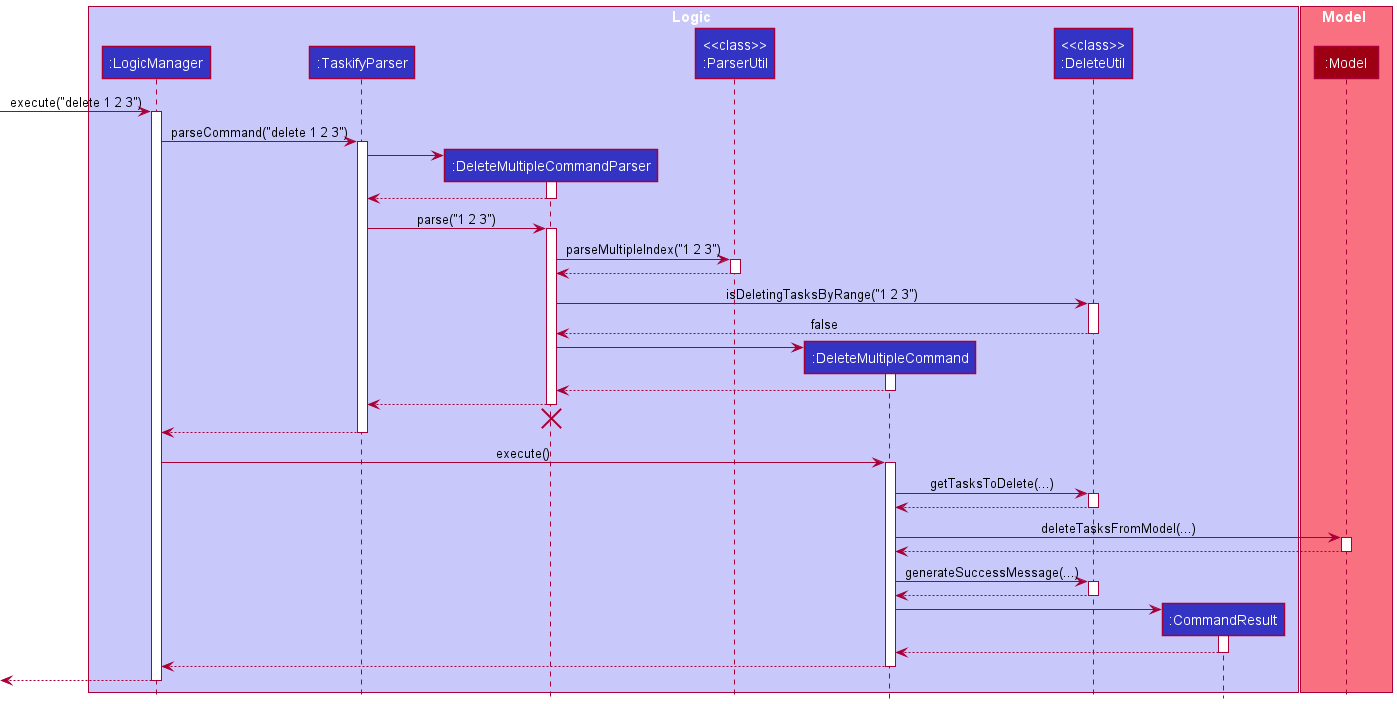 Logic
Model
:LogicManager
:TaskifyParser
<<class>>
:ParserUtil
<<class>>
:DeleteUtil
:Model
execute("delete 1 2 3")
parseCommand("delete 1 2 3")
:DeleteMultipleCommandParser
parse("1 2 3")
parseMultipleIndex("1 2 3")
isDeletingTasksByRange("1 2 3")
false
:DeleteMultipleCommand
execute()
getTasksToDelete(...)
deleteTasksFromModel(...)
generateSuccessMessage(...)
:CommandResult